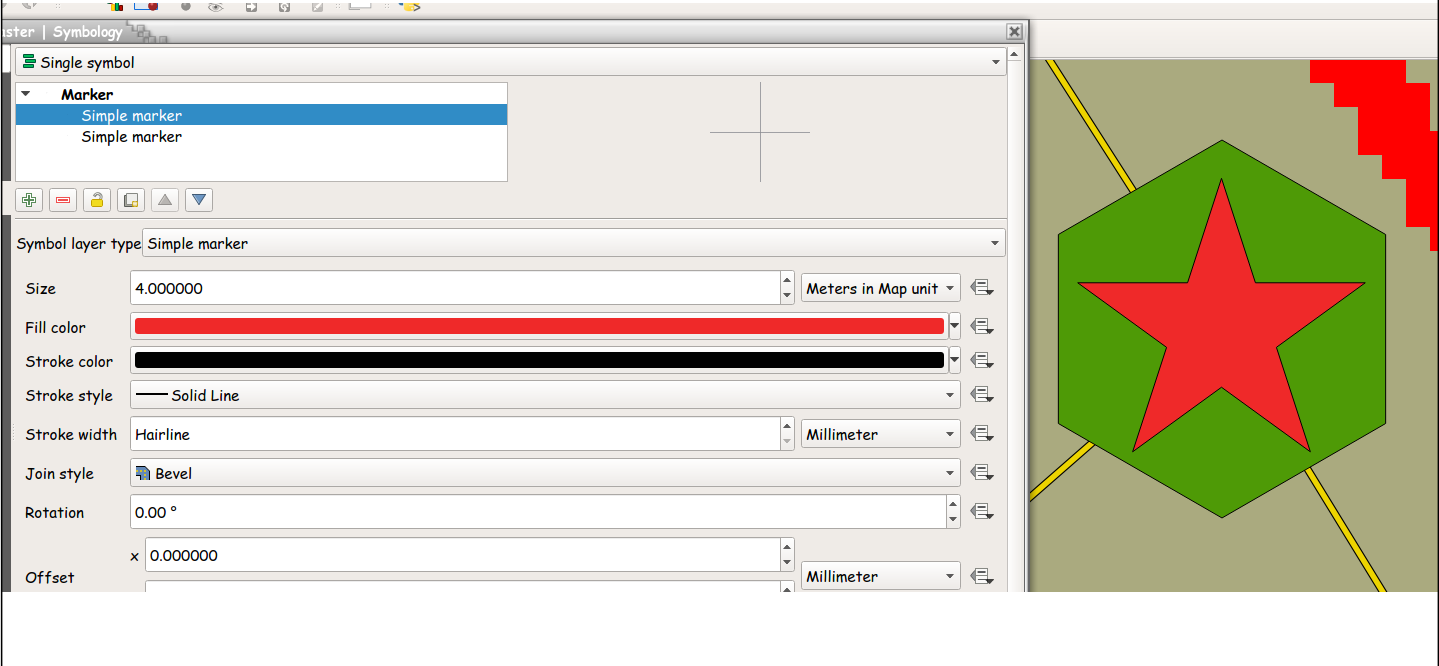 Symbology
Single symbol
Marker
Simple marker
Simple marker
Symbol layer type Simple marker
Size 4.000000 Meters in Map unit
Fill color
Stroke color
Stroke style Solid Line
Stroke width Hairline Millimeter
Join style Bevel
Rotation 0.00 °
x 0.000000
Offset Millimeter